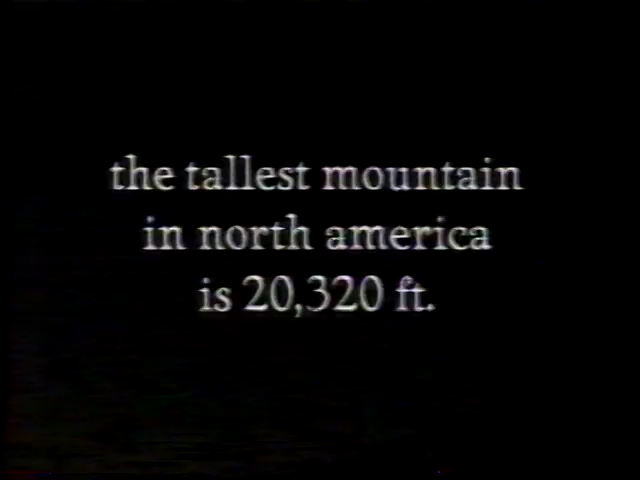 the tallest mountain
in north america
is 20,320 ft.